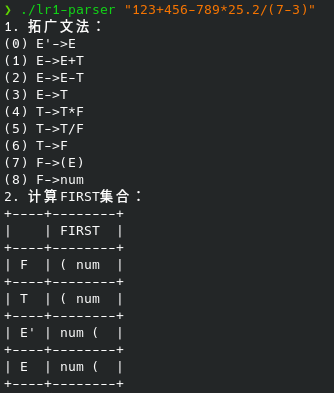 ❯ ./lr1-parser "123+456-789*25.2/(7-3)"
1. 拓广文法：
(0) E'->E
(1) E->E+T
(2) E->E-T
(3) E->T
(4) T->T*F
(5) T->T/F
(6) T->F
(7) F->(E)
(8) F->num
2. 计算FIRST集合：
+----+--------+
|    | FIRST  |
+----+--------+
| F  | ( num  |
+----+--------+
| T  | ( num  |
+----+--------+
| E' | num (  |
+----+--------+
| E  | num (  |
+----+--------+